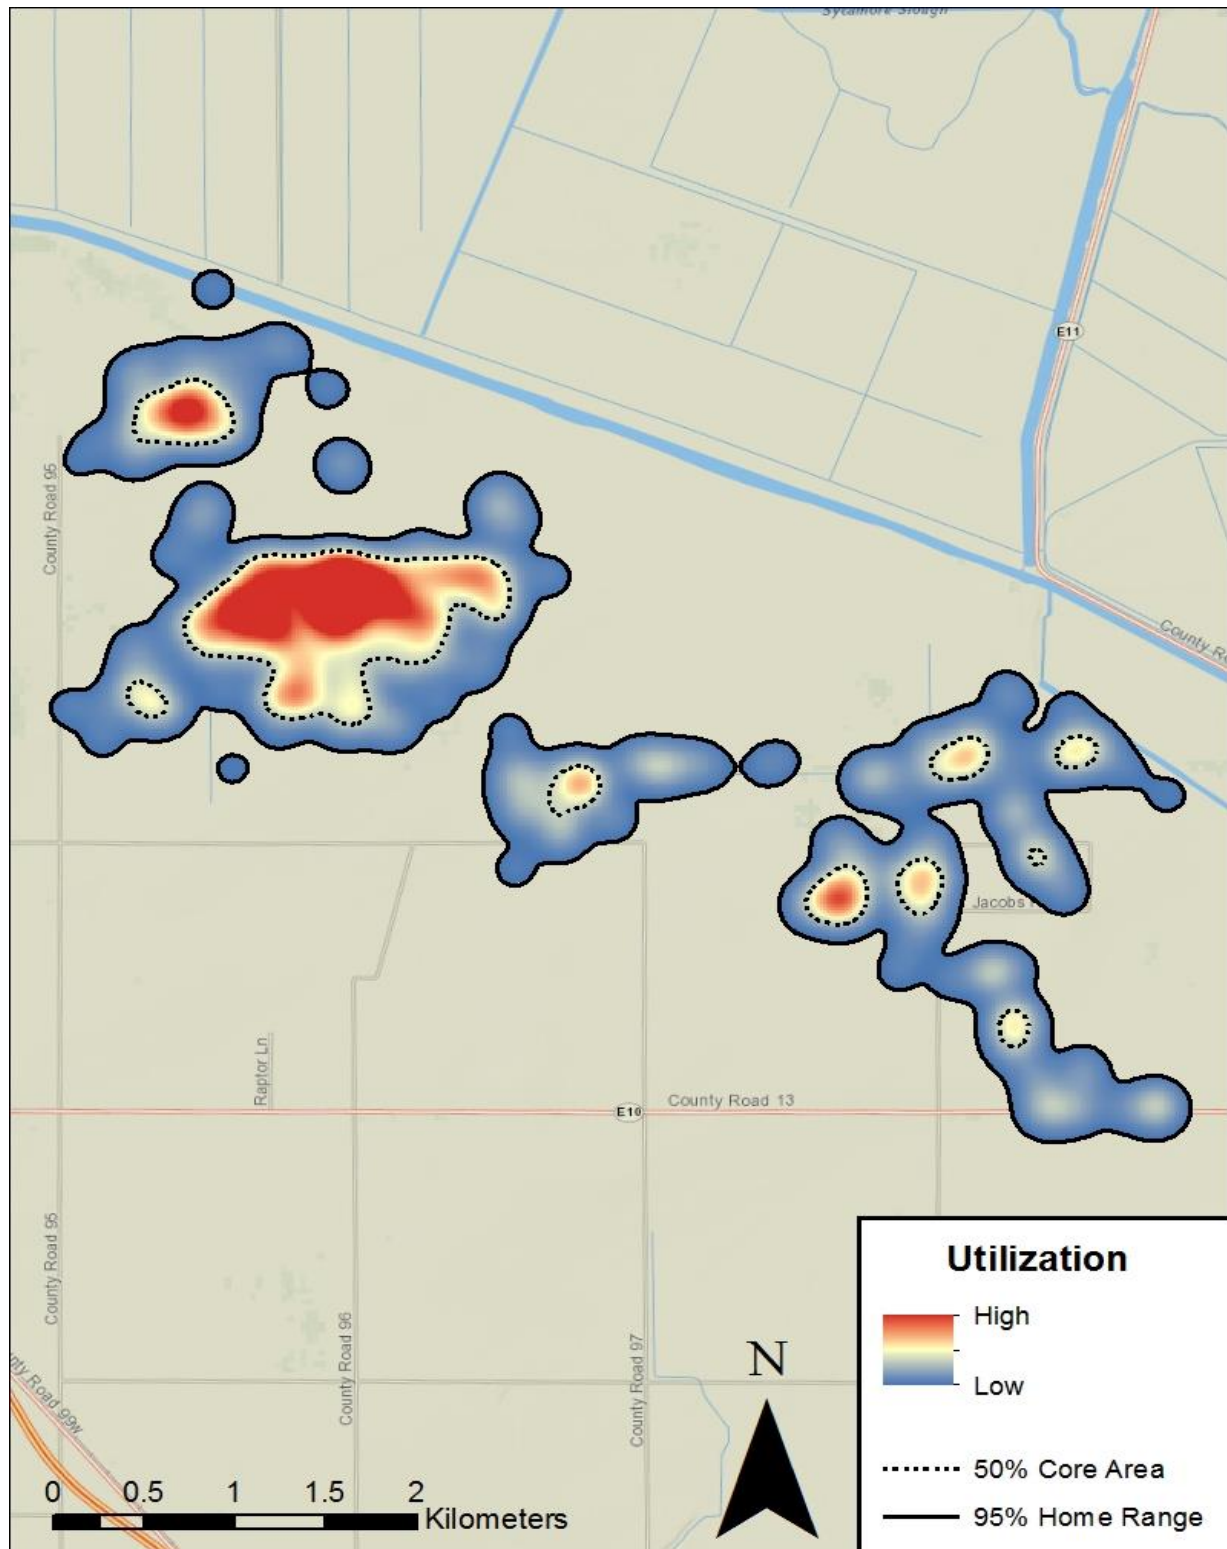 Sycamore Slough
E11
County Road 95
County Ro
Jacobs
Raptor Ln
County Road 13
E10
County Road 95
County Road 96
County Road 97
nty Road 99w
N
0 0.5 1 1.5 2
Kilometers
Utilization
High
Low
50% Core Area
95% Home Range